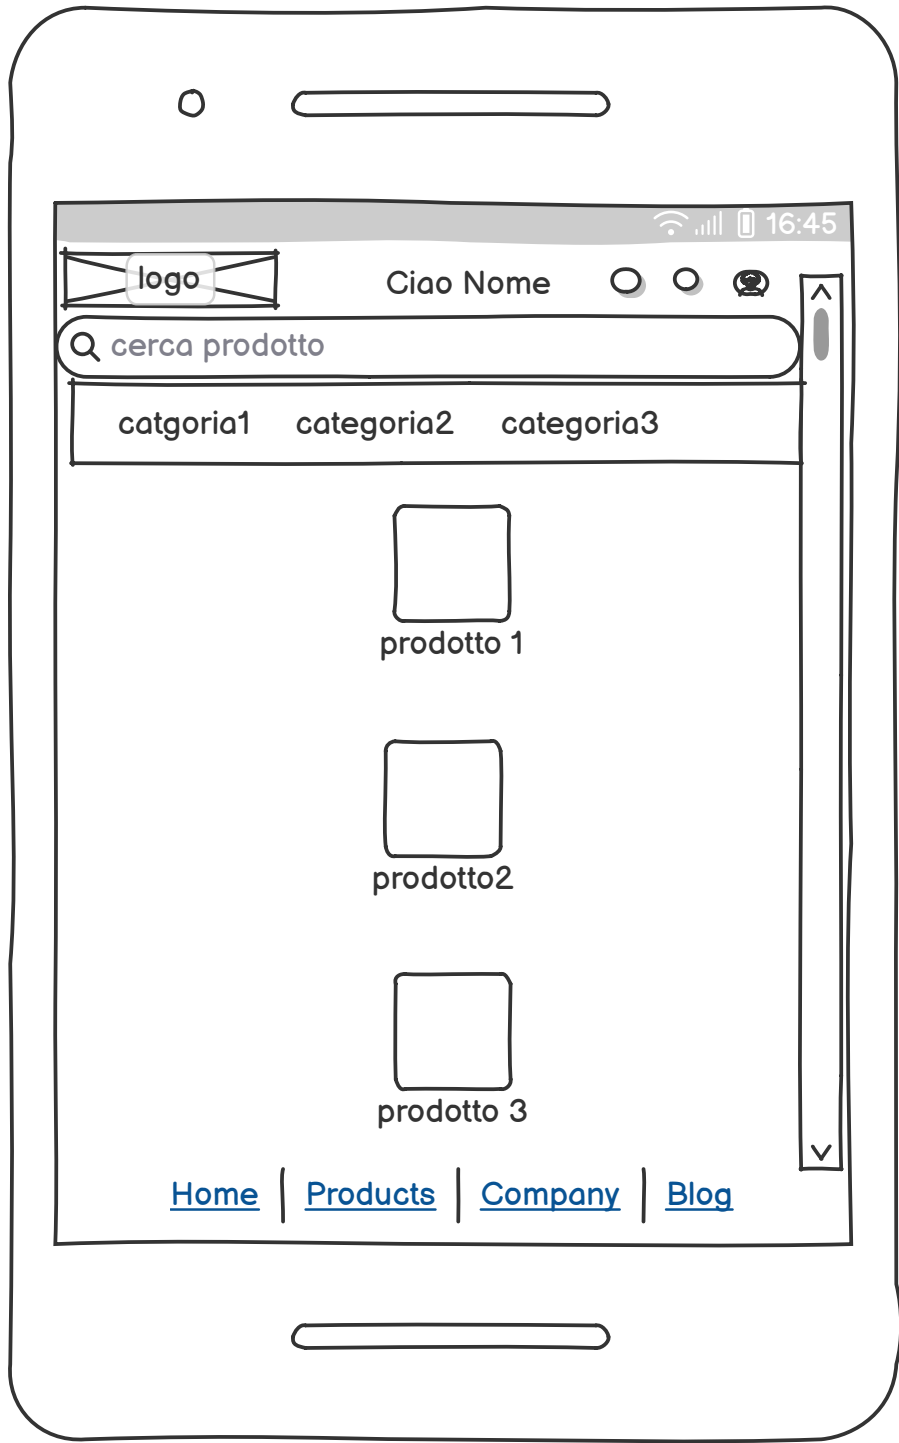 16:45
logo
Ciao Nome
cerca prodotto
catgoria1 categoria2 categoria3
prodotto 1
prodotto2
prodotto 3
Home Products Company Blog